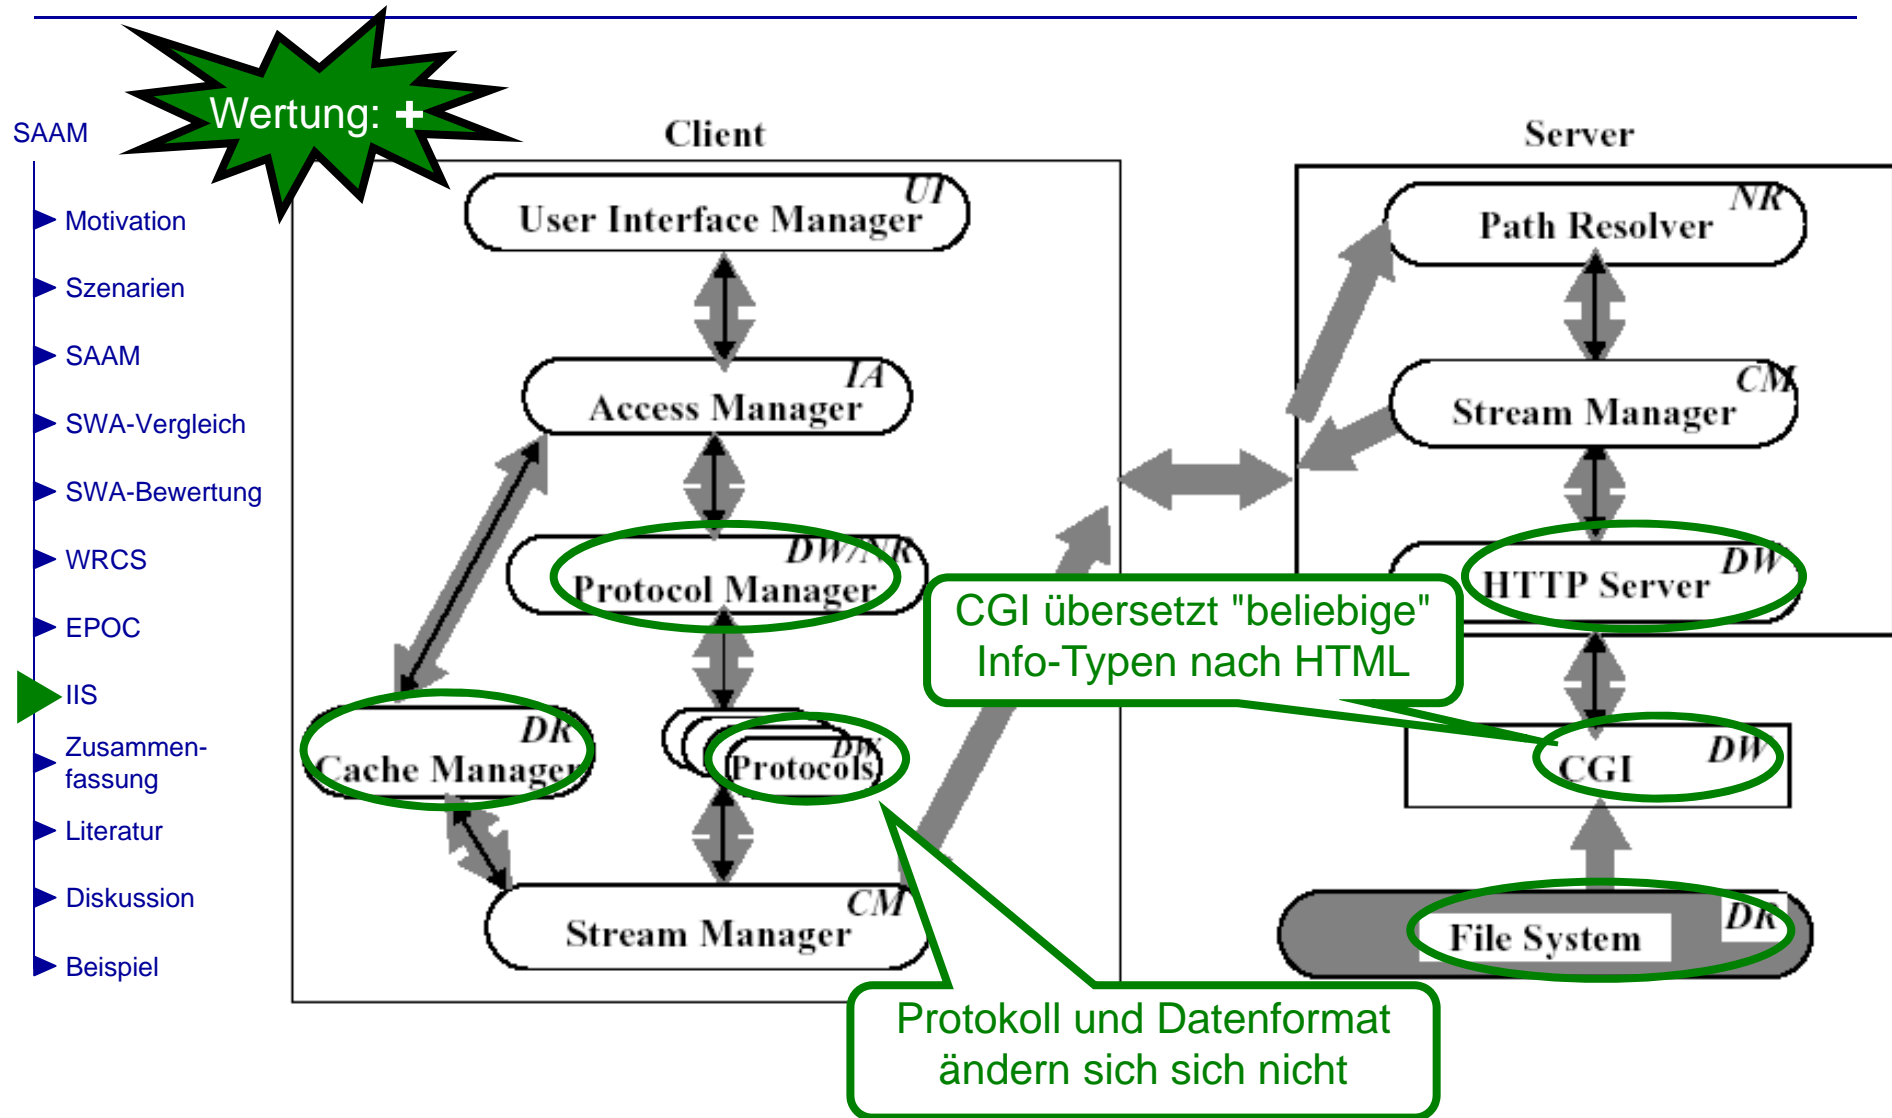 Wertung: +
SAAM
Motivation
Szenarien
SAAM
SWA-Vergleich
SWA-Bewertung
WRCS
EPOC
IIS
Zusammen-
fassung
Literatur
Diskussion
Beispiel
Client
UI
User Interface Manager
IA
Access Manager
DW/NR
Protocol Manager
DR
Cache Manager
DW
Protocols
CM
Stream Manager
Server
NR
Path Resolver
CM
Stream Manager
DW
HTTP Server
CGI übersetzt "beliebige"
Info-Typen nach HTML
DW
CGI
DR
File System
Protokoll und Datenformat
ändern sich sich nicht